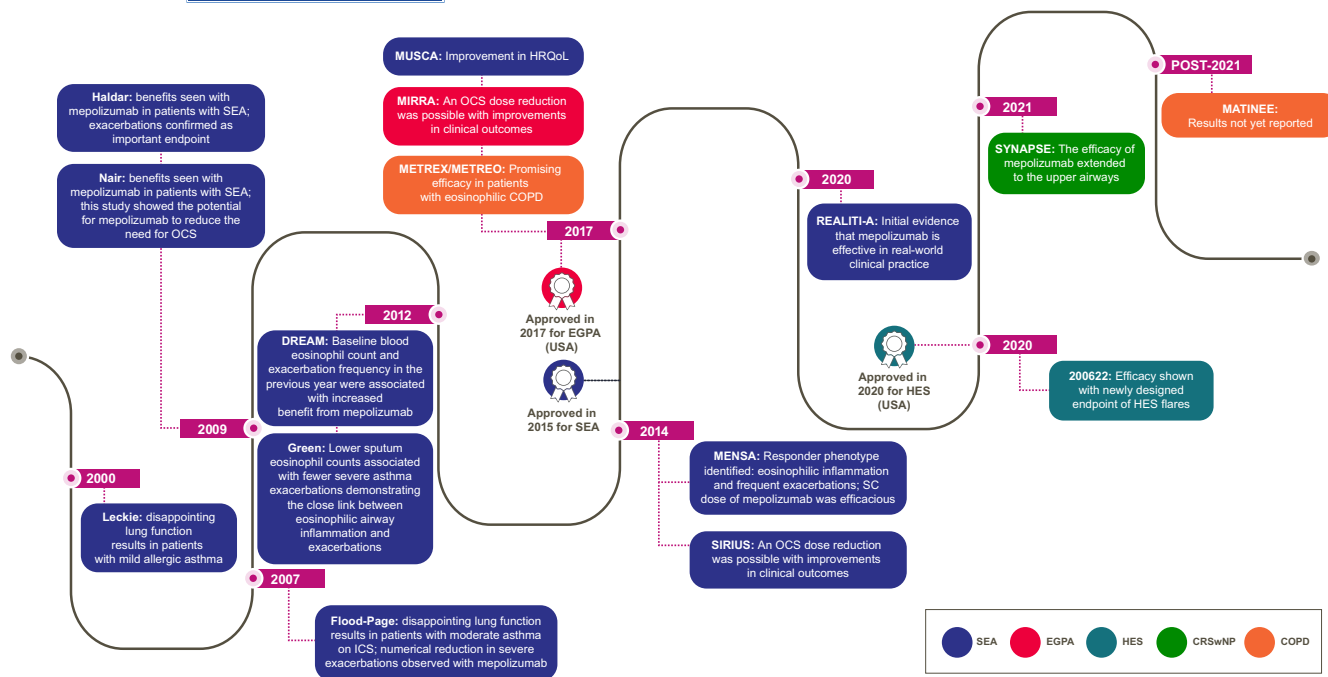 Haldar: benefits seen with
mepolizumab in patients with SEA;
exacerbations confirmed as
important endpoint
Nair: benefits seen with
mepolizumab in patients with SEA;
this study showed the potential
for mepolizumab to reduce the
need for OCS
2009
2000
Leckie: disappointing
lung function
results in patients
with mild allergic asthma
2007
Flood-Page: disappointing lung function
results in patients with moderate asthma
on ICS; numerical reduction in severe
exacerbations observed with mepolizumab
2012
DREAM: Baseline blood
eosinophil count and
exacerbation frequency in the
previous year were associated
with increased
benefit from mepolizumab
Green: Lower sputum
eosinophil counts associated
with fewer severe asthma
exacerbations demonstrating
the close link between
eosinophilic airway
inflammation and
exacerbations
MUSCA: Improvement in HRQoL
MIRRA: An OCS dose reduction
was possible with improvements
in clinical outcomes
METREX/METREO: Promising
efficacy in patients
with eosinophilic COPD
2017
Approved in
2017 for EGPA
(USA)
Approved in
2015 for SEA
2014
MENSA: Responder phenotype
identified: eosinophilic inflammation
and frequent exacerbations; SC
dose of mepolizumab was efficacious
SIRIUS: An OCS dose reduction
was possible with improvements
in clinical outcomes
2020
REALITI-A: Initial evidence
that mepolizumab is
effective in real-world
clinical practice
Approved in
2020 for HES
(USA)
2020
200622: Efficacy shown
with newly designed
endpoint of HES flares
2021
SYNAPSE: The efficacy of
mepolizumab extended
to the upper airways
POST-2021
MATINEE:
Results not yet reported
SEA
EGPA
HES
CRSwNP
COPD